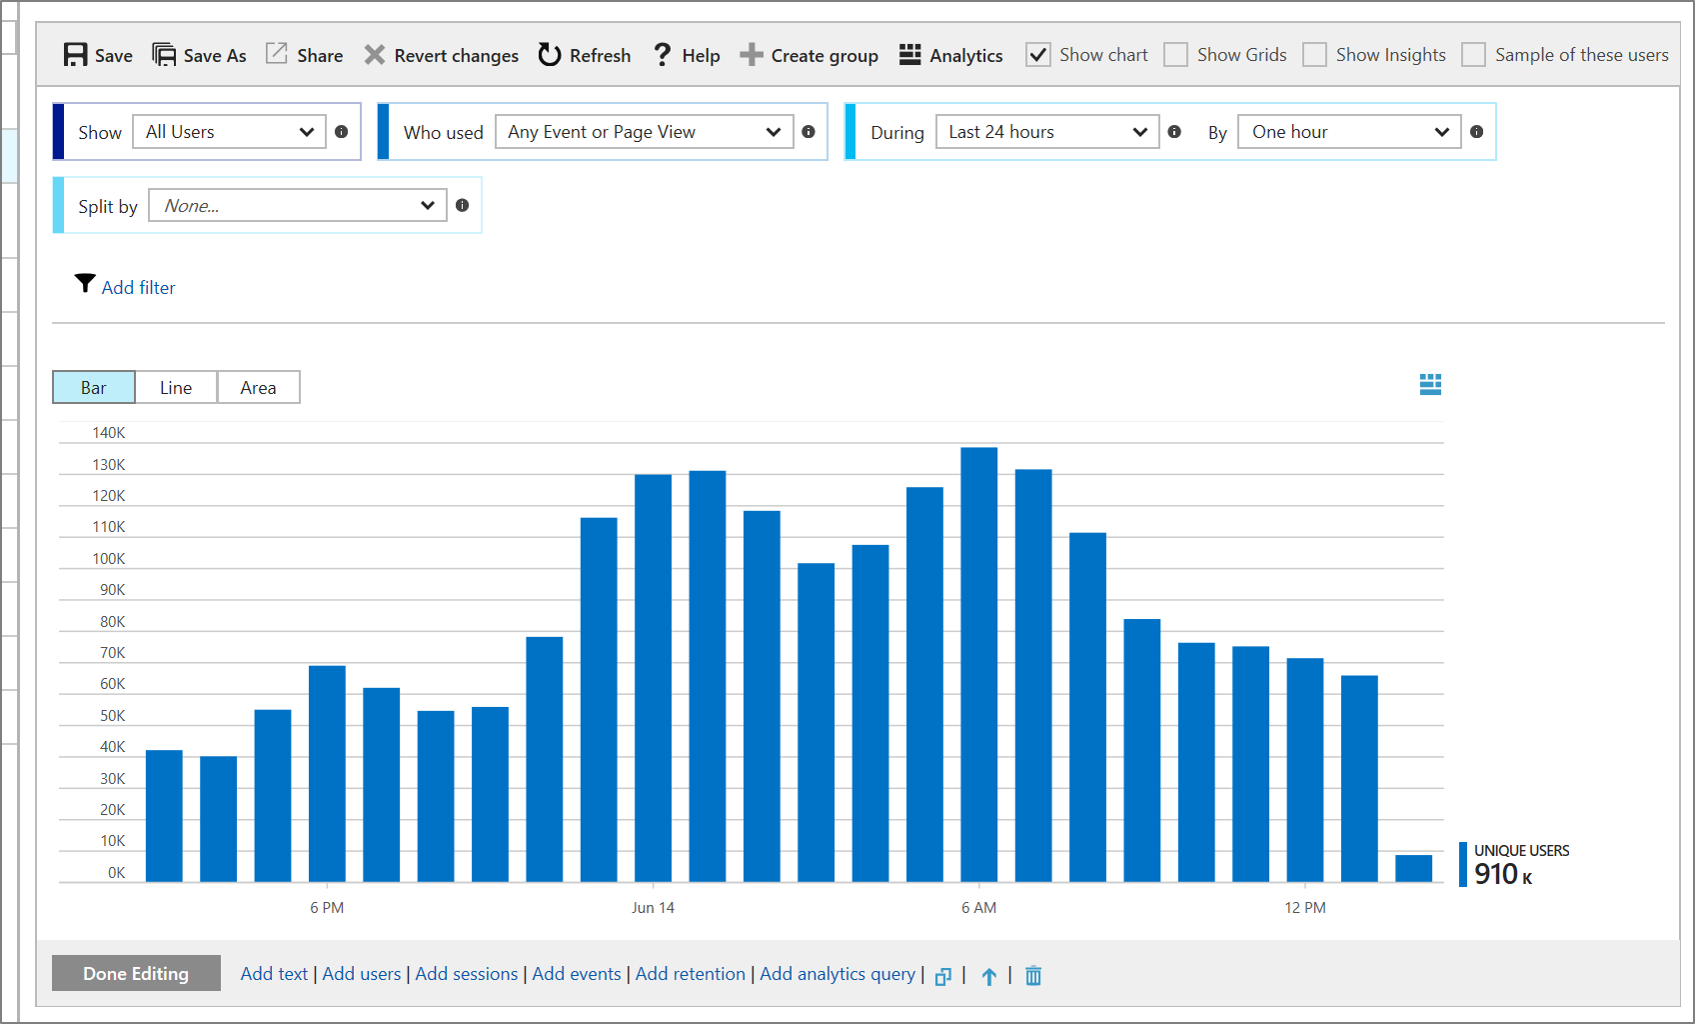 Save Save As Share Revert changes Refresh ? Help Create group Analytics Show chart Show Grids Show Insights Sample of these users
Show All Users Who used Any Event or Page View During Last 24 hours By One hour
Split by None...
Add filter
Bar Line Area
140K
130K
120K
110K
100K
90K
80K
70K
60K
50K
40K
30K
20K
10K
0K
UNIQUE USERS
910 K
6 PM Jun 14 6 AM 12 PM
Done Editing Add text | Add users | Add sessions | Add events | Add retention | Add analytics query | | |